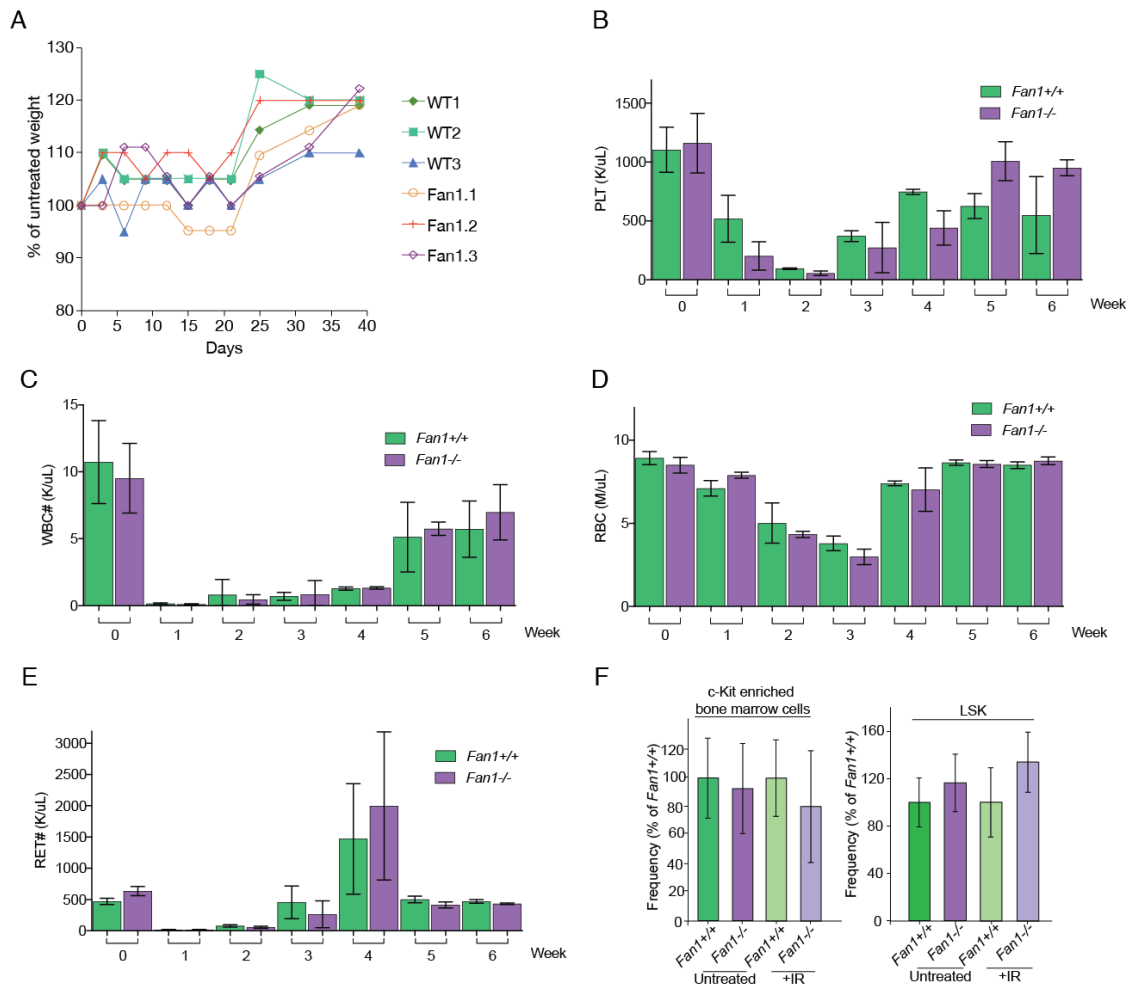 A
130
120
110
100
90
80
% of untreated weight
0 5 10 15 20 25 30 35 40
Days
WT1
WT2
WT3
Fan1.1
Fan1.2
Fan1.3
B
Fan1+/+
Fan1-/-
1500
1000
500
0
PLT (K/uL)
0 1 2 3 4 5 6 Week
C
15
10
5
0
WBC# (K/uL)
Fan1+/+
Fan1-/-
0 1 2 3 4 5 6 Week
D
Fan1+/+
Fan1-/-
10
5
0
RBC (M/uL)
0 1 2 3 4 5 6 Week
E
3000
2500
2000
1500
1000
500
0
RET# (K/uL)
Fan1+/+
Fan1-/-
0 1 2 3 4 5 6 Week
F
c-Kit enriched
bone marrow cells
120
100
80
60
40
20
0
Frequency (% of Fan1+/+)
Fan1+/+ Fan1-/- Fan1+/+ Fan1-/-
Untreated +IR
LSK
160
120
80
40
0
Frequency (% of Fan1+/+)
Fan1+/+ Fan1-/- Fan1+/+ Fan1-/-
Untreated +IR